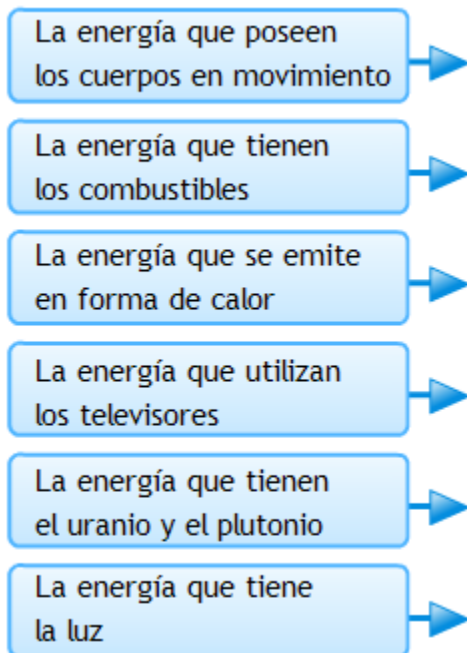 La energía que poseen
los cuerpos en movimiento
La energía que tienen
los combustibles
La energía que se emite
en forma de calor
La energía que utilizan
los televisores
La energía que tienen
el uranio y el plutonio
La energía que tiene
la luz